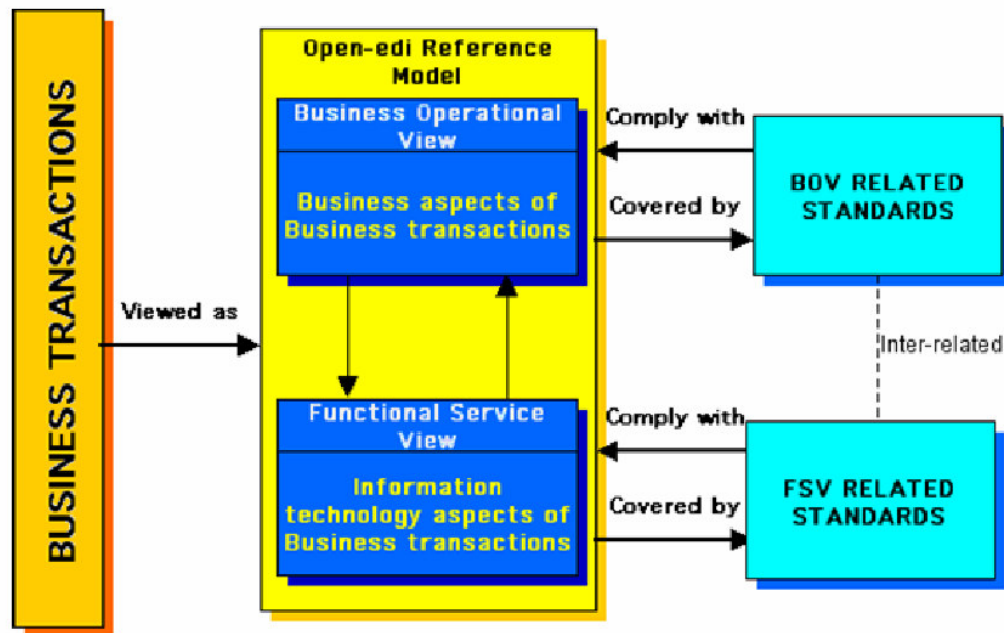 BUSINESS TRANSACTIONS
Viewed as
Open-edi Reference
Model
Business Operational
View
Business aspects of
Business transactions
Functional Service
View
Information
technology aspects of
Business transactions
Comply with
Covered by
BOV RELATED
STANDARDS
Inter-related
Comply with
Covered by
FSV RELATED
STANDARDS